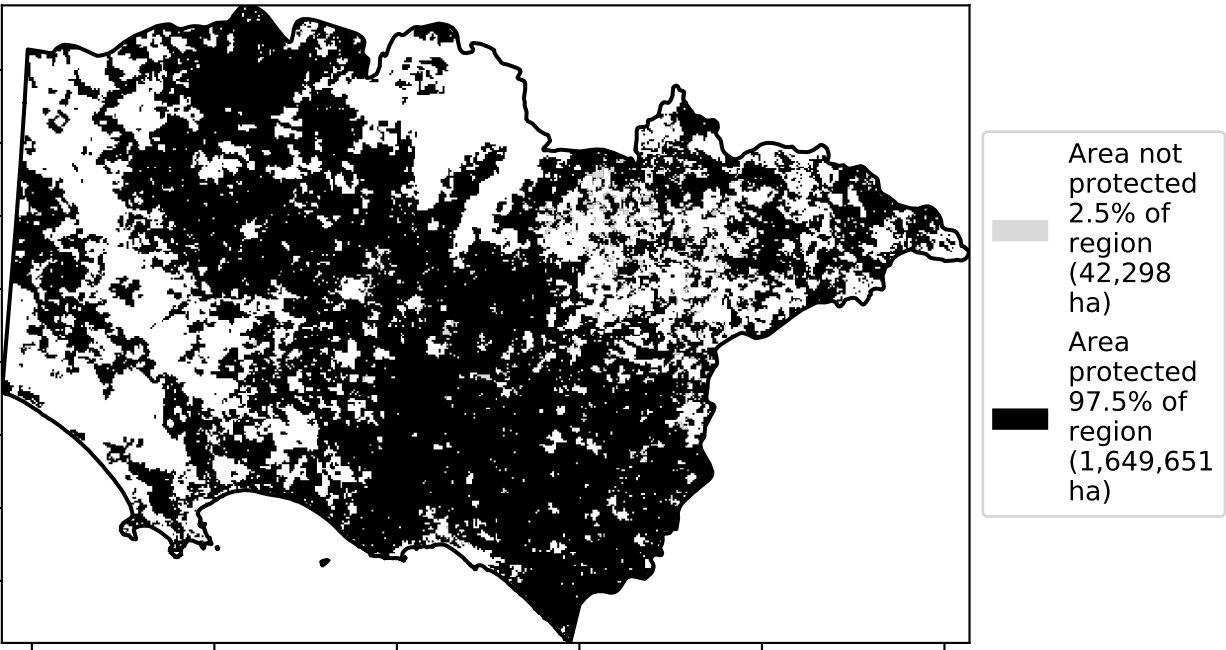 Area not
protected
2.5% of
region
(42,298
ha)
Area
protected
97.5% of
region
(1,649,651
ha)